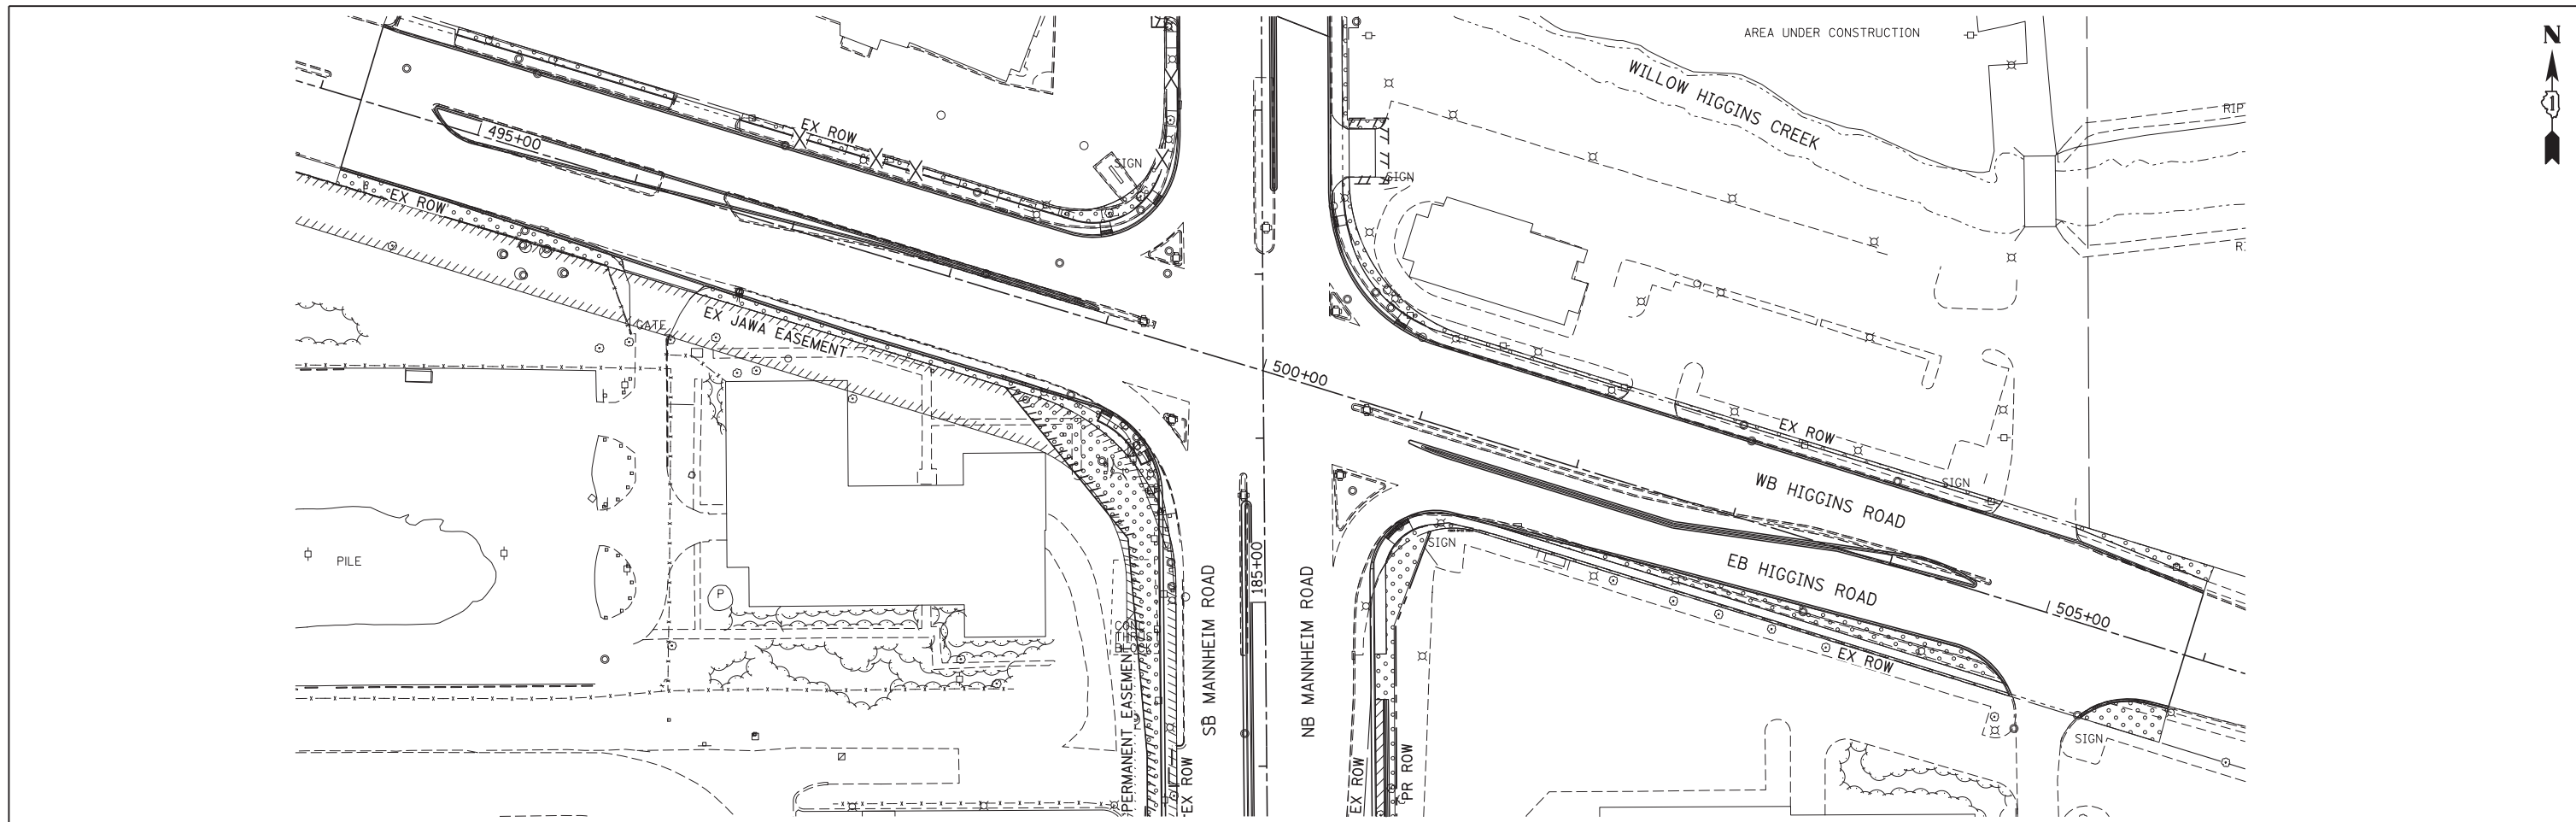 AREA UNDER CONSTRUCTION
N
1
WILLOW HIGGINS CREEK
RIP
EX ROW
495+00
SIGN
SIGN
EX ROW
EX JAWA EASEMENT
GATE
500+00
EX ROW
SIGN
WB HIGGINS ROAD
EB HIGGINS ROAD
SIGN
PILE
P
185+00
505+00
EX ROW
SB MANNHEIM ROAD
NB MANNHEIM ROAD
PERMANENT EASEMENT
EX ROW
EX ROW
PR ROW
SIGN